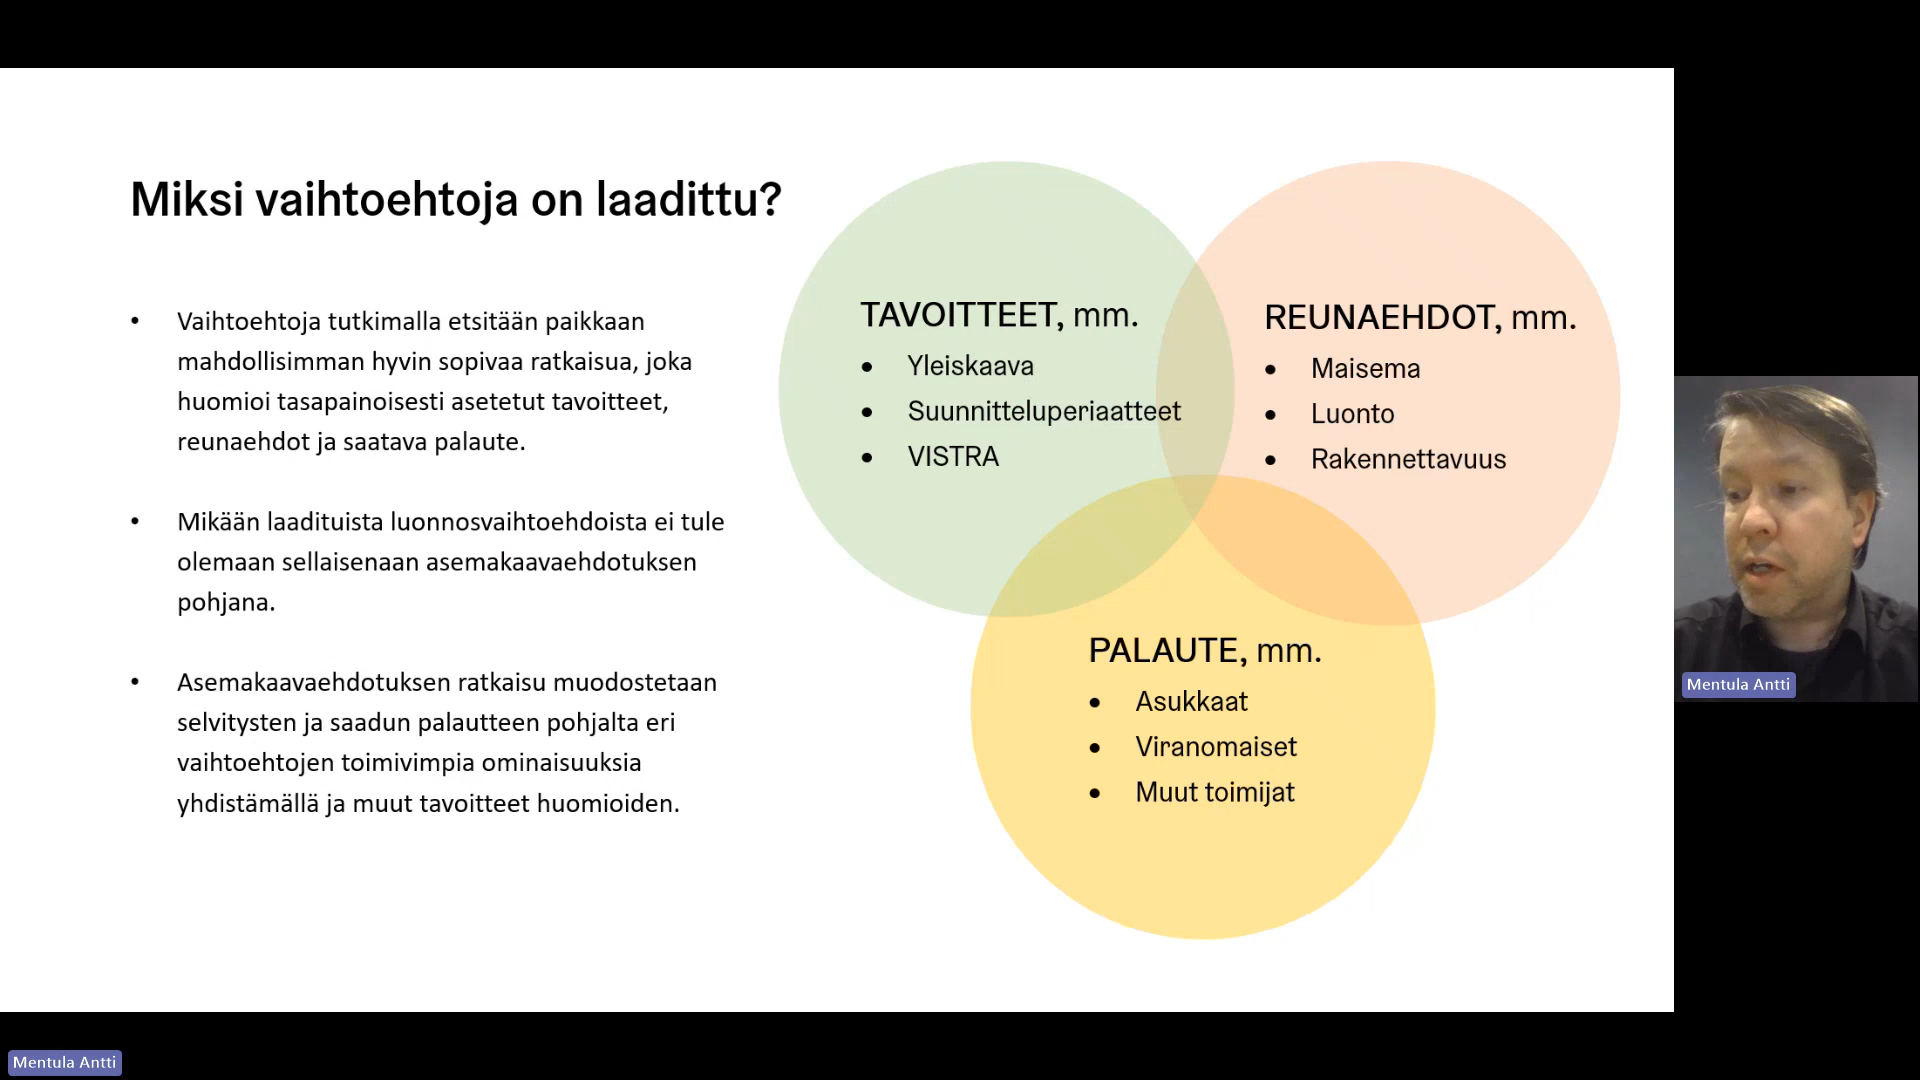 Miksi vaihtoehtoja on laadittu?
• Vaihtoehtoja tutkimalla etsitään paikkaan
mahdollisimman hyvin sopivaa ratkaisua, joka
huomioi tasapainoisesti asetetut tavoitteet,
reunaehdot ja saatava palaute.
• Mikään laadituista luonnosvaihtoehdoista ei tule
olemaan sellaisenaan asemakaavaehdotuksen
pohjana.
• Asemakaavaehdotuksen ratkaisu muodostetaan
selvitysten ja saadun palautteen pohjalta eri
vaihtoehtojen toimivimpia ominaisuuksia
yhdistämällä ja muut tavoitteet huomioiden.
TAVOITTEET, mm.
• Yleiskaava
• Suunnitteluperiaatteet
• VISTRA
REUNAEHDOT, mm.
• Maisema
• Luonto
• Rakennettavuus
PALAUTE, mm.
• Asukkaat
• Viranomaiset
• Muut toimijat
Mentula Antti
Mentula Antti